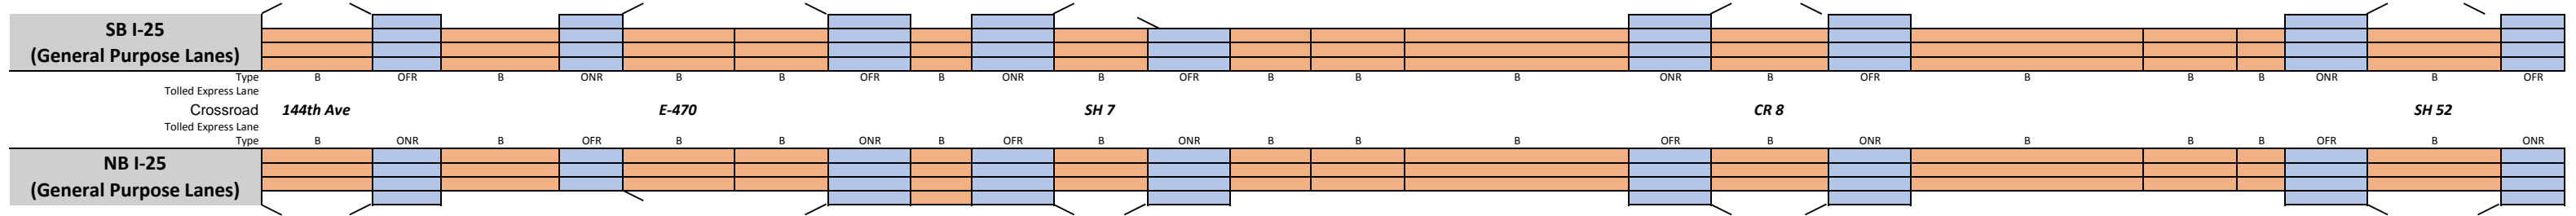 SB I-25
(General Purpose Lanes)
Type B OFR B ONR B B OFR B ONR B OFR B B B ONR B OFR B B B ONR B OFR
Tolled Express Lane
Crossroad 144th Ave E-470 SH 7 CR 8 SH 52
Tolled Express Lane
Type B ONR B OFR B B ONR B OFR B ONR B B B OFR B ONR B B B OFR B ONR
NB I-25
(General Purpose Lanes)